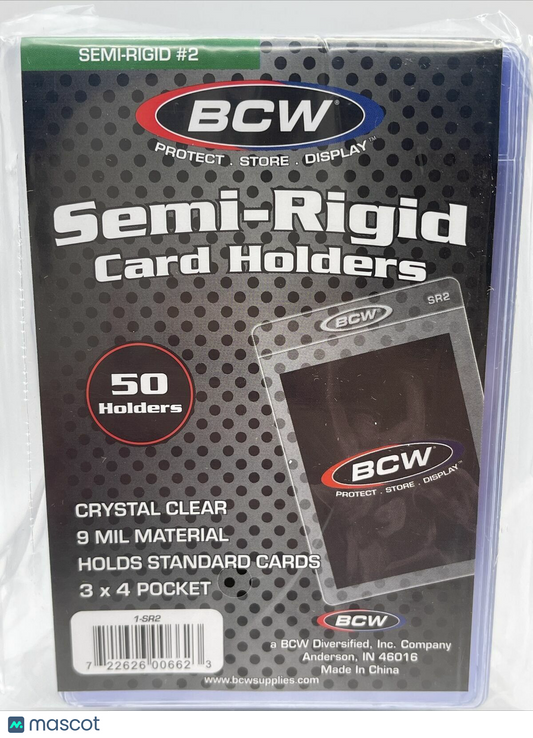 SEMI-RIGID #2
BCW®
PROTECT . STORE . DISPLAY™
Semi-Rigid
Card Holders
SR2
BCW®
50
Holders
BCW®
PROTECT . STORE . DISPLAY™
CRYSTAL CLEAR
9 MIL MATERIAL
HOLDS STANDARD CARDS
3 x 4 POCKET
1-SR2
7 22626 00662 3
BCW
a BCW Diversified, Inc. Company
Anderson, IN 46016
Made In China
www.bcwsupplies.com
mascot